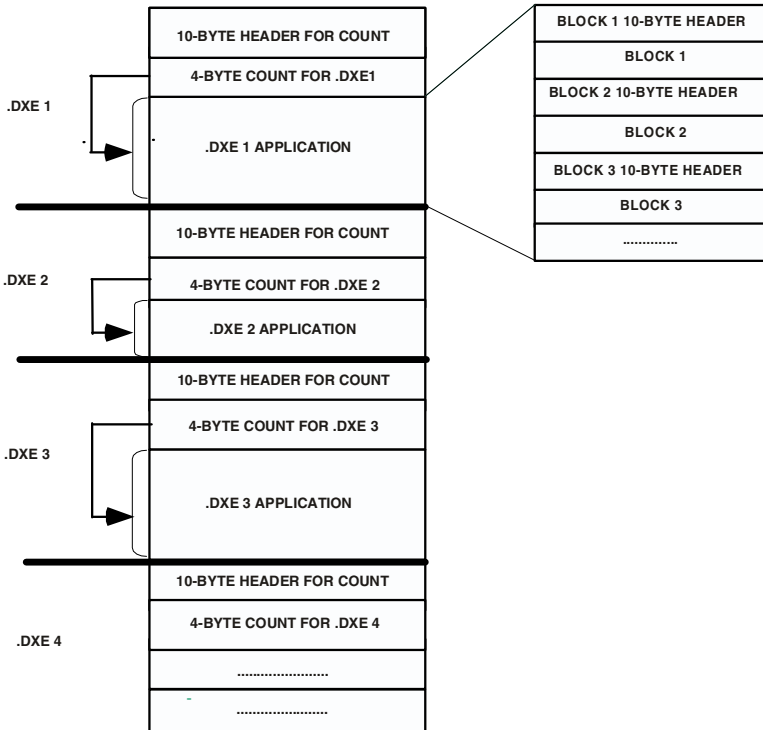 10-BYTE HEADER FOR COUNT
4-BYTE COUNT FOR .DXE1
.DXE 1
.DXE 1 APPLICATION
10-BYTE HEADER FOR COUNT
.DXE 2
4-BYTE COUNT FOR .DXE 2
.DXE 2 APPLICATION
10-BYTE HEADER FOR COUNT
4-BYTE COUNT FOR .DXE 3
.DXE 3
.DXE 3 APPLICATION
10-BYTE HEADER FOR COUNT
4-BYTE COUNT FOR .DXE 4
.DXE 4
.......................
.......................
BLOCK 1 10-BYTE HEADER
BLOCK 1
BLOCK 2 10-BYTE HEADER
BLOCK 2
BLOCK 3 10-BYTE HEADER
BLOCK 3
..............